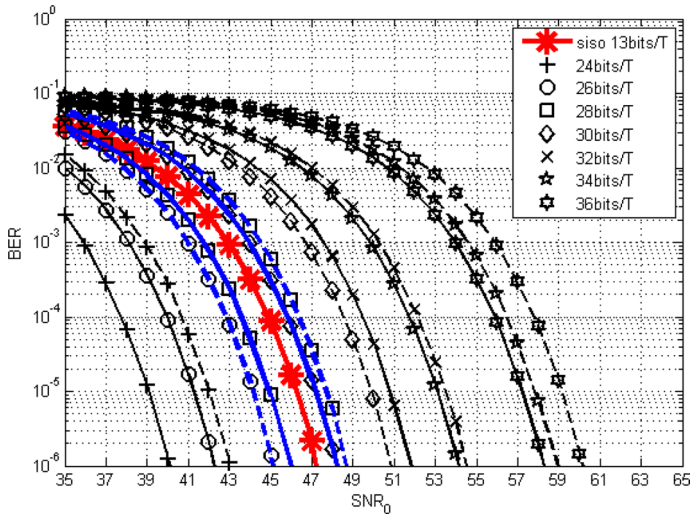 10^0
10^-1
10^-2
10^-3
10^-4
10^-5
10^-6
BER
siso 13bits/T
24bits/T
26bits/T
28bits/T
30bits/T
32bits/T
34bits/T
36bits/T
35 37 39 41 43 45 47 49 51 53 55 57 59 61 63 65
SNR_0